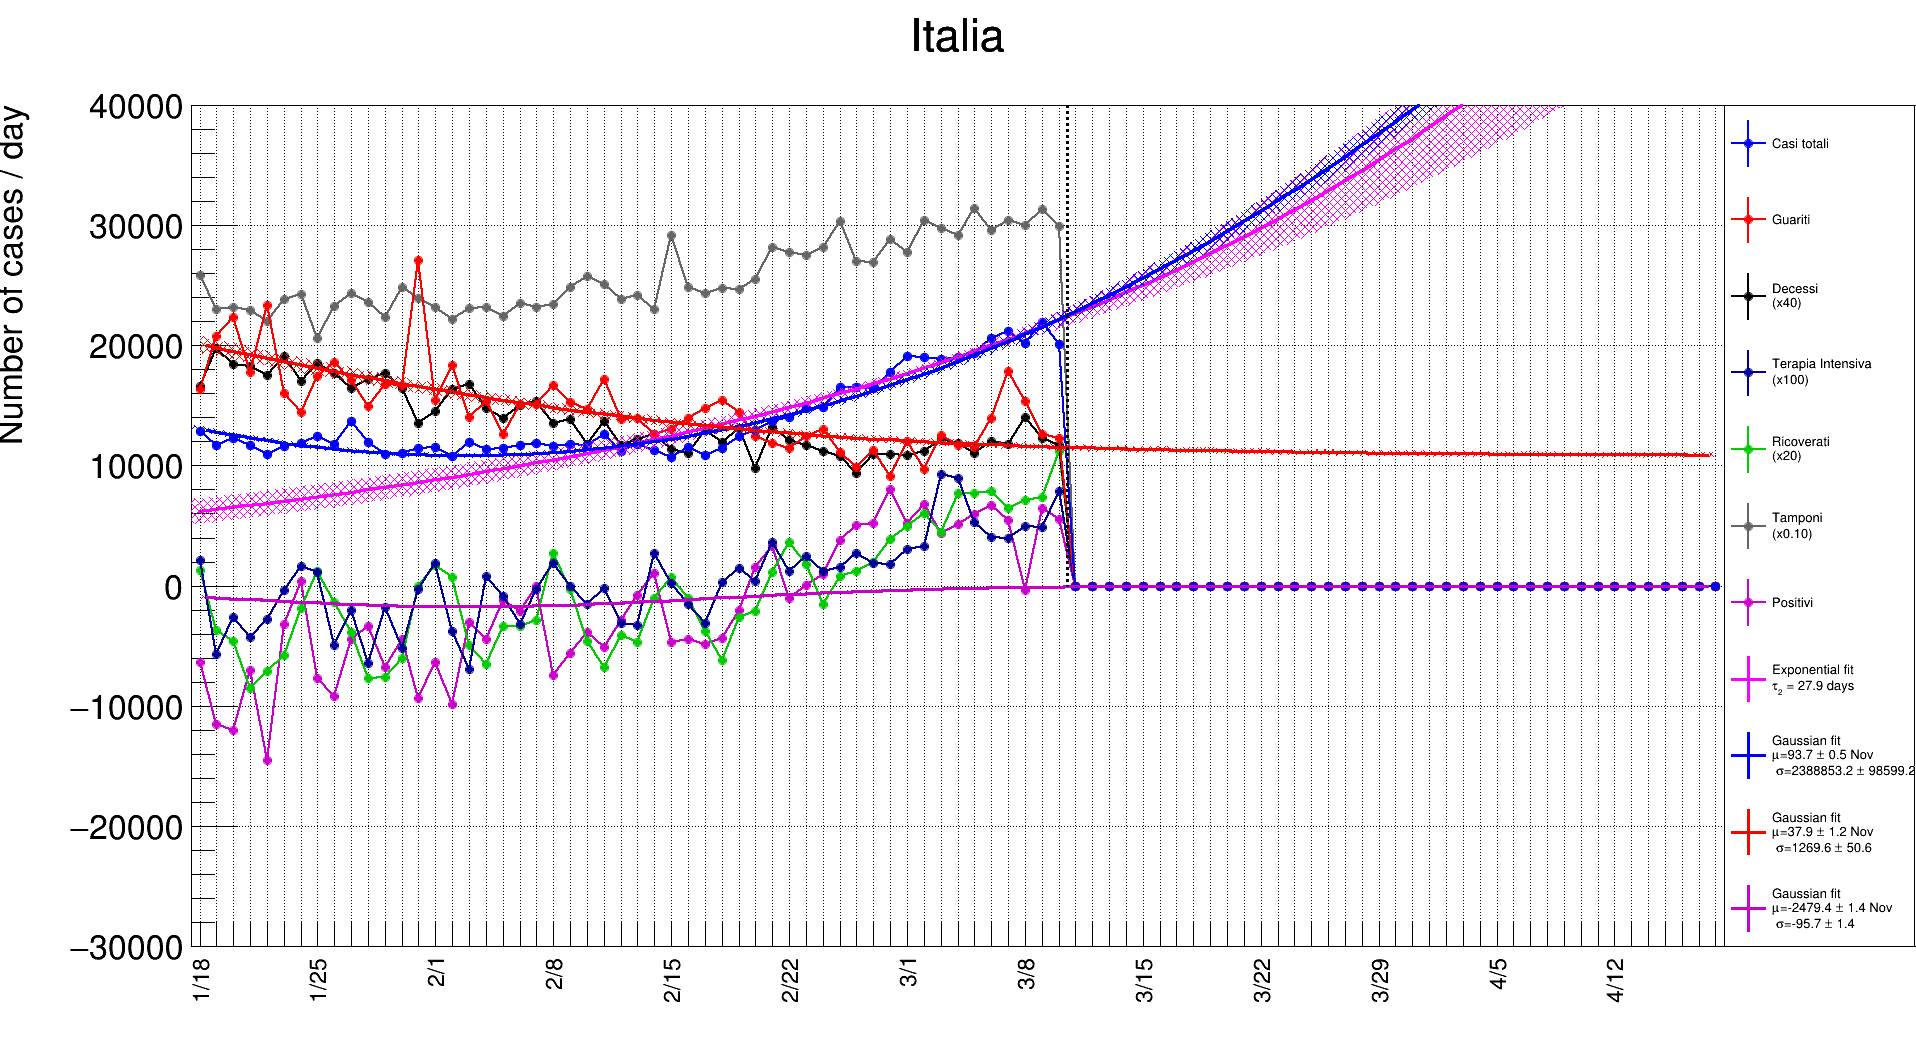 Italia
Number of cases / day
40000
30000
20000
10000
0
−10000
−20000
−30000
1/18
1/25
2/1
2/8
2/15
2/22
3/1
3/8
3/15
3/22
3/29
4/5
4/12
Casi totali
Guariti
Decessi
(x40)
Terapia Intensiva
(x100)
Ricoverati
(x20)
Tamponi
(x0.10)
Positivi
Exponential fit
τ2 = 27.9 days
Gaussian fit
μ=93.7 ± 0.5 Nov
σ=2388853.2 ± 98599.2
Gaussian fit
μ=37.9 ± 1.2 Nov
σ=1269.6 ± 50.6
Gaussian fit
μ=-2479.4 ± 1.4 Nov
σ=-95.7 ± 1.4